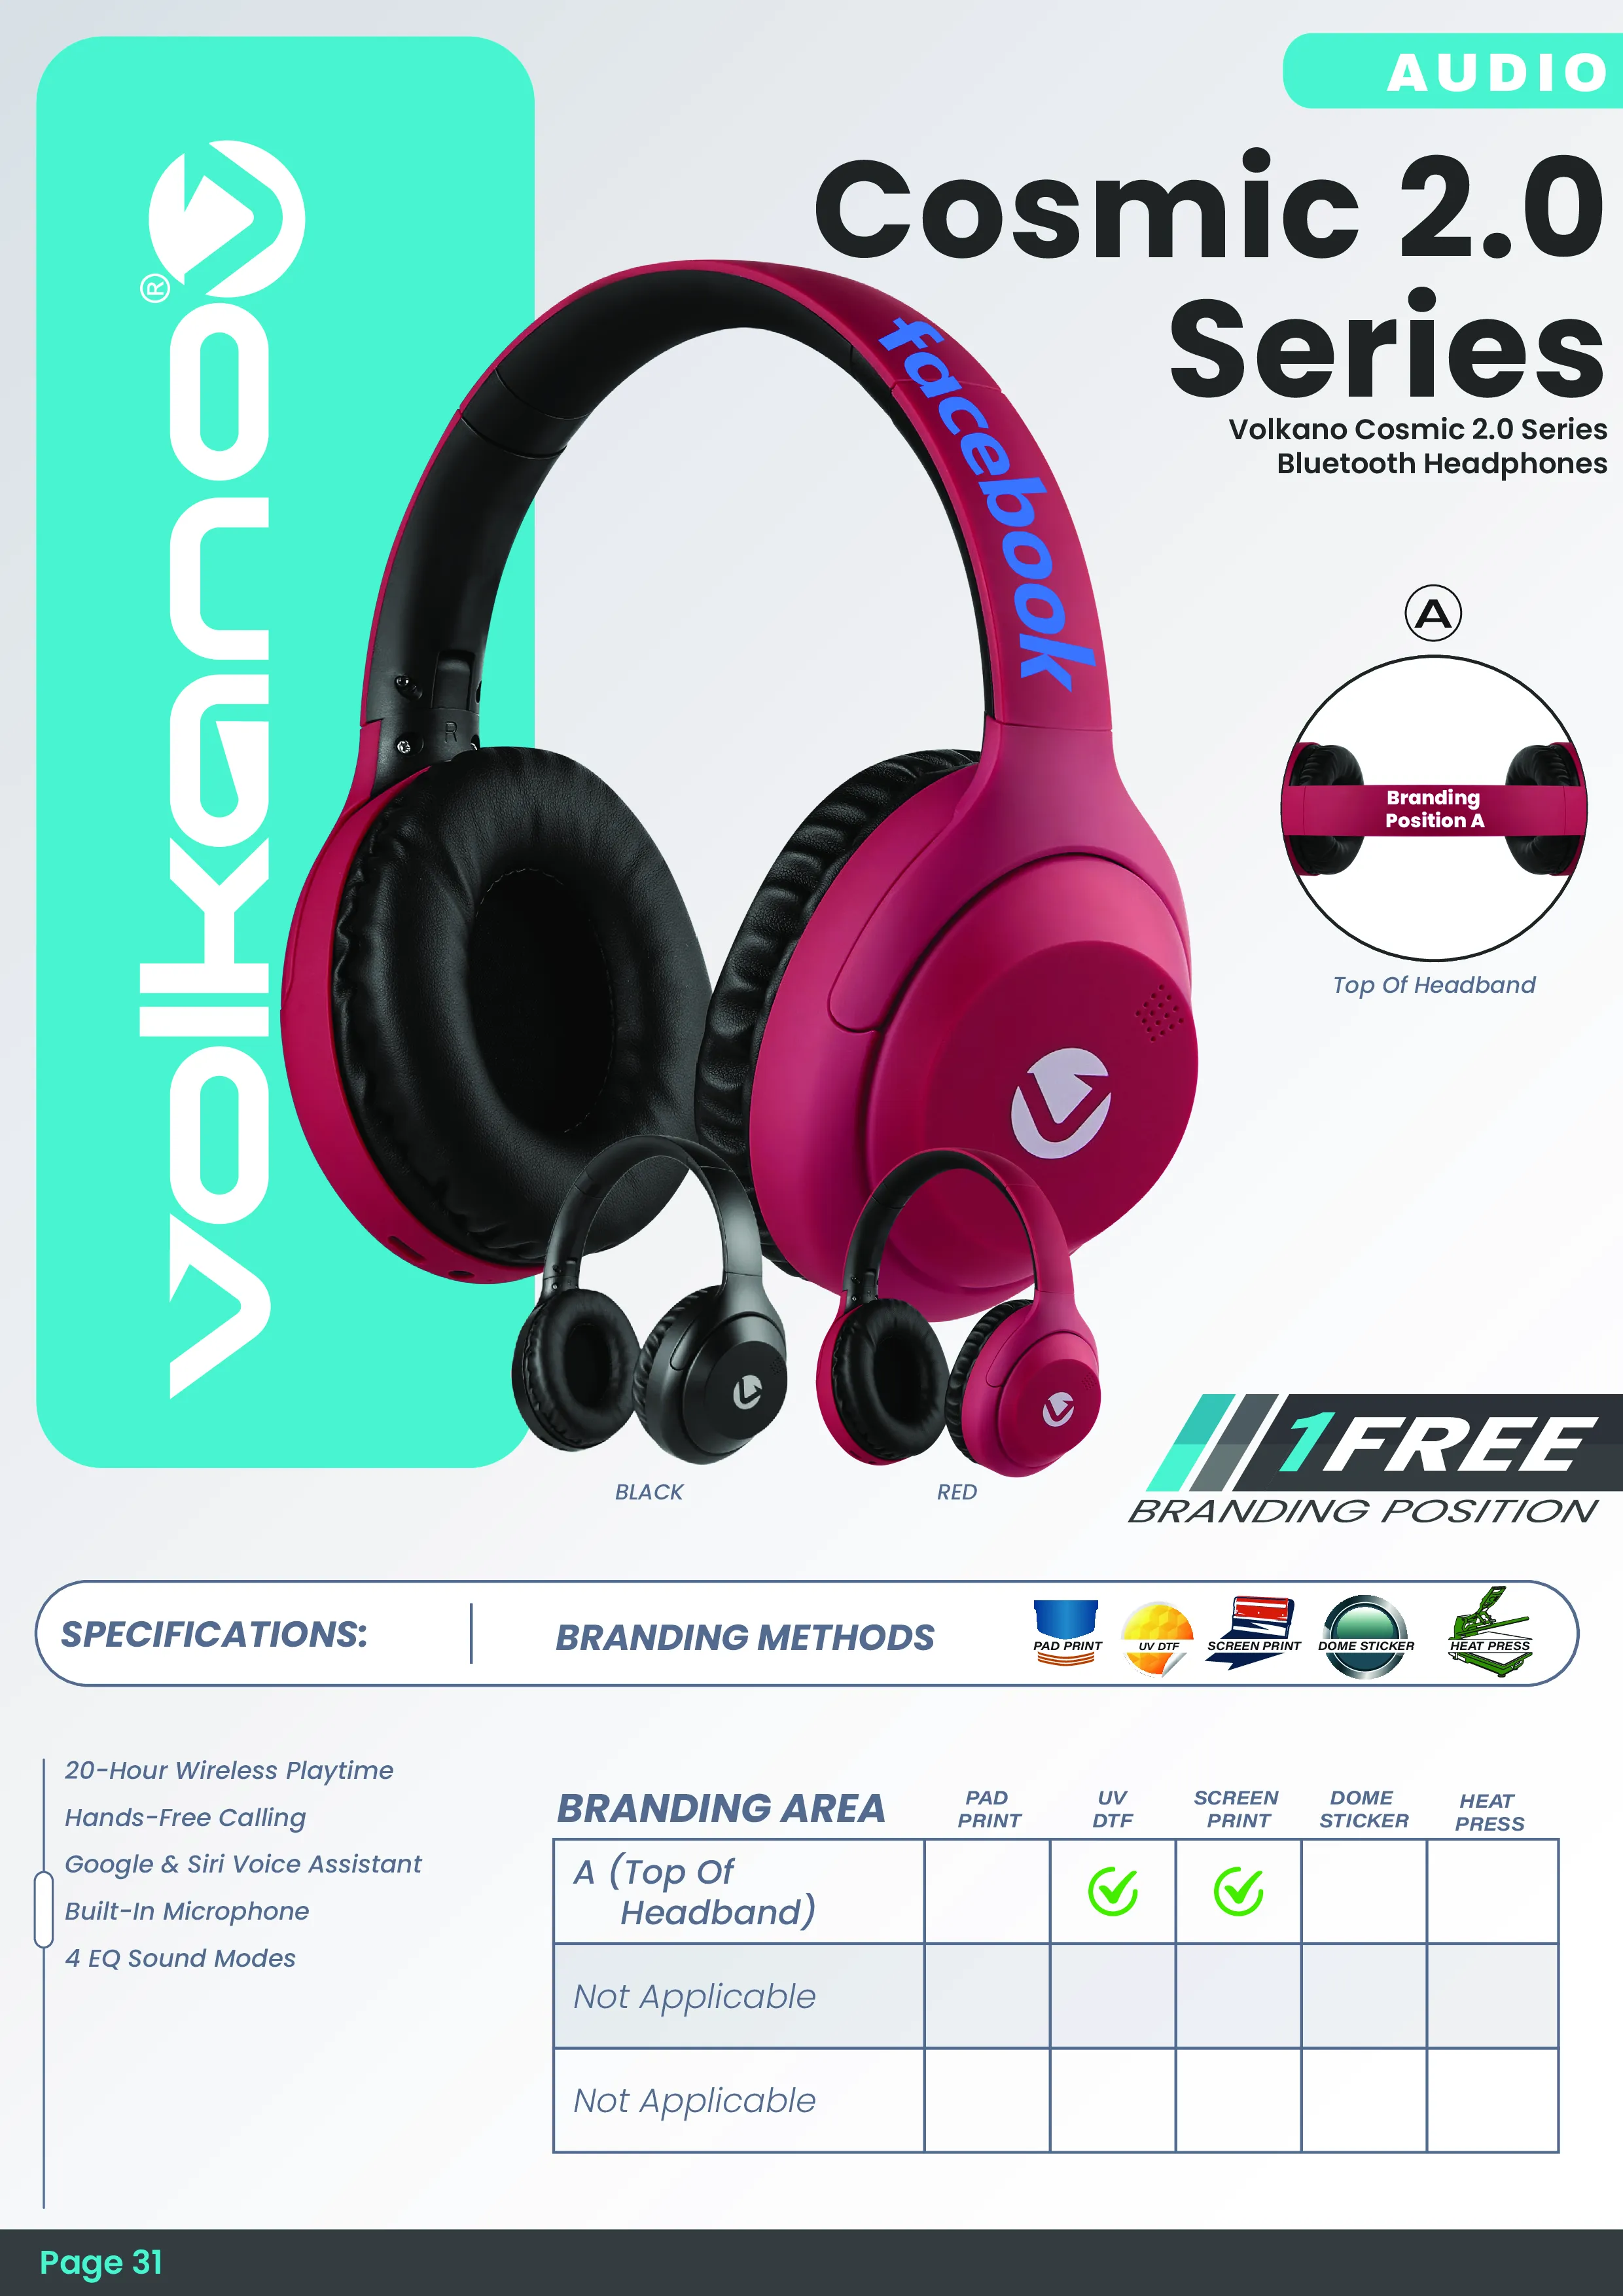 AUDIO
Cosmic 2.0
Series
Volkano Cosmic 2.0 Series
Bluetooth Headphones
volkano®
facebook
R
A
Branding
Position A
Top Of Headband
BLACK
RED
1 FREE
BRANDING POSITION
SPECIFICATIONS:
BRANDING METHODS
PAD PRINT
UV DTF
SCREEN PRINT
DOME STICKER
HEAT PRESS
20-Hour Wireless Playtime
Hands-Free Calling
Google & Siri Voice Assistant
Built-In Microphone
4 EQ Sound Modes
BRANDING AREA
PAD
PRINT
UV
DTF
SCREEN
PRINT
DOME
STICKER
HEAT
PRESS
A (Top Of
Headband)
Not Applicable
Not Applicable
Page 31